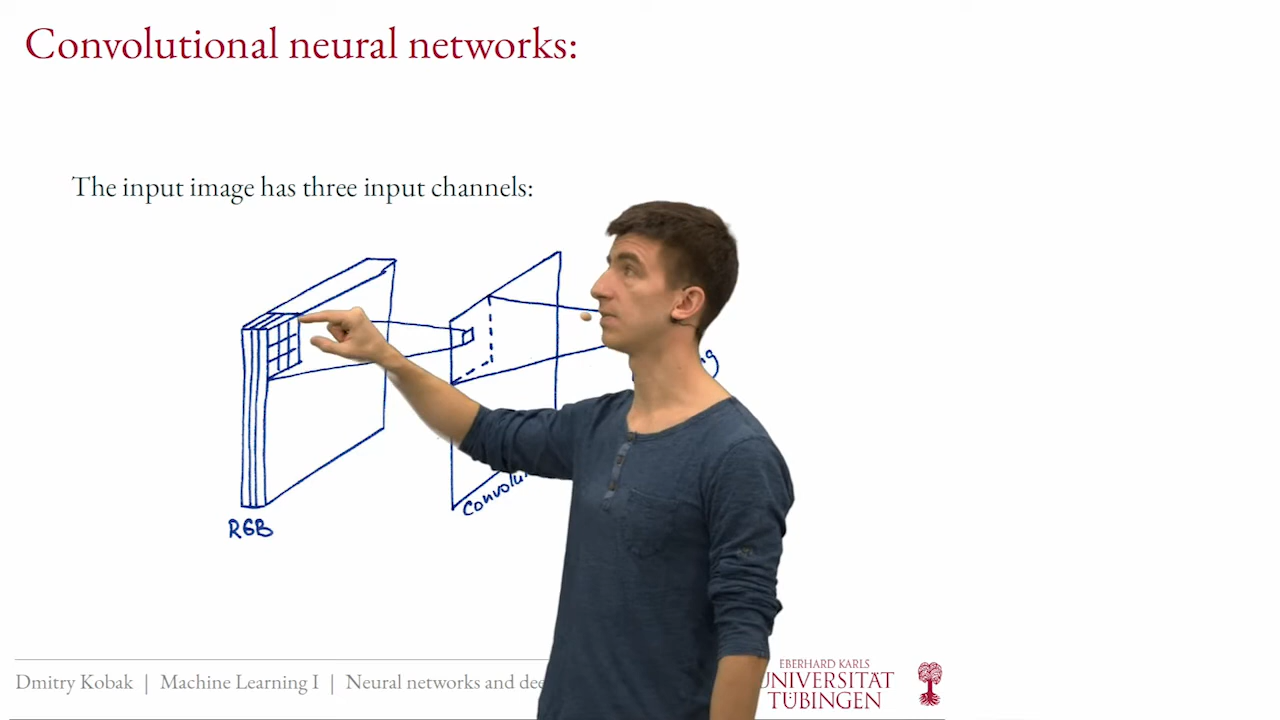 Convolutional neural networks:
The input image has three input channels:
RGB
Dmitry Kobak | Machine Learning I | Neural networks and
EBERHARD KARLS
UNIVERSITÄT
TÜBINGEN